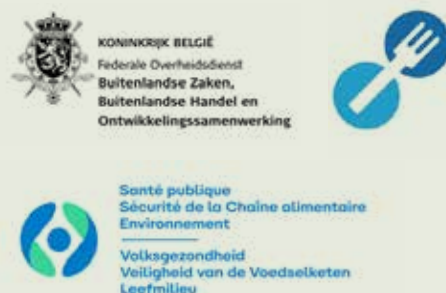 KONINKRIJK BELGIË
Federale Overheidsdienst
Buitenlandse Zaken,
Buitenlandse Handel en
Ontwikkelingssamenwerking
Santé publique
Sécurité de la Chaîne alimentaire
Environnement
Volksgezondheid
Veiligheid van de Voedselketen
Leefmilieu